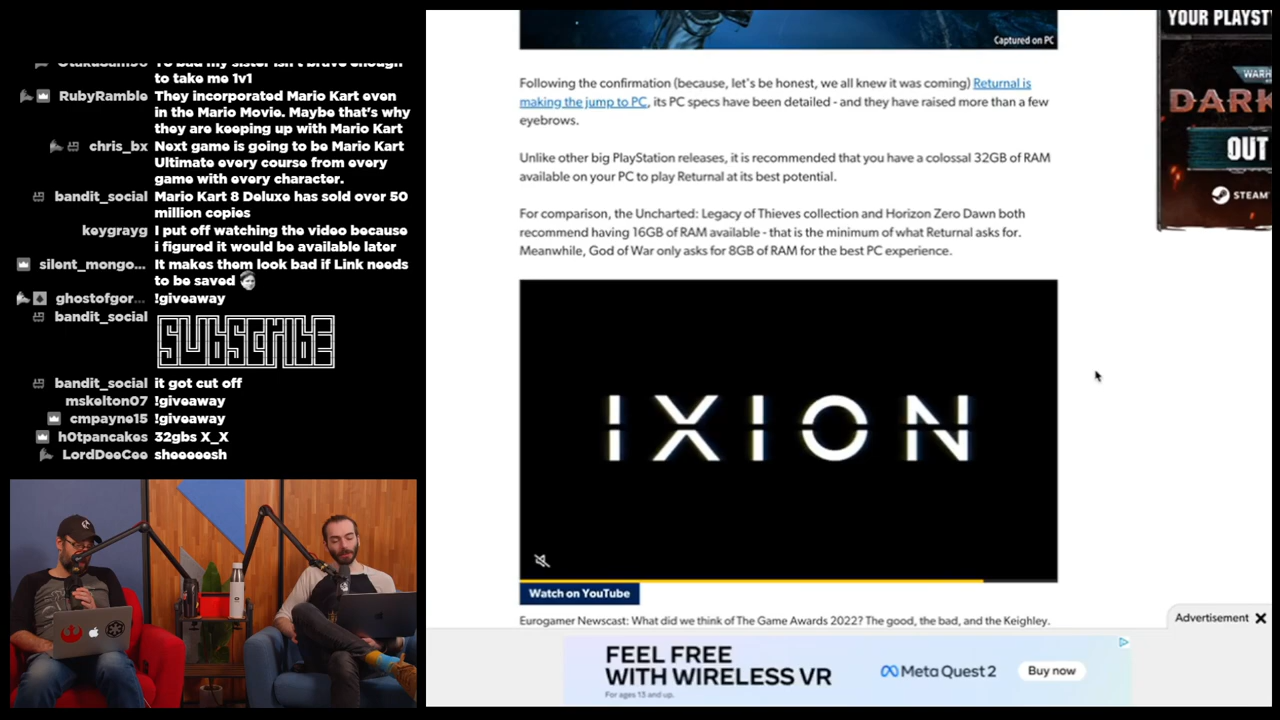 to take me 1v1
RubyRamble They incorporated Mario Kart even
in the Mario Movie. Maybe that's why
they are keeping up with Mario Kart
chris_bx Next game is going to be Mario Kart
Ultimate every course from every
game with every character.
bandit_social Mario Kart 8 Deluxe has sold over 50
million copies
keygrayg I put off watching the video because
i figured it would be available later
silent_mongo... It makes them look bad if Link needs
to be saved
ghostofgor... !giveaway
bandit_social
SUBSCRIBE
bandit_social it got cut off
mskelton07 !giveaway
cmpayne15 !giveaway
h0tpancakes 32gbs X_X
LordDeeCee sheeeeesh
Captured on PC
Following the confirmation (because, let's be honest, we all knew it was coming) Returnal is
making the jump to PC, its PC specs have been detailed - and they have raised more than a few
eyebrows.
Unlike other big PlayStation releases, it is recommended that you have a colossal 32GB of RAM
available on your PC to play Returnal at its best potential.
For comparison, the Uncharted: Legacy of Thieves collection and Horizon Zero Dawn both
recommend having 16GB of RAM available - that is the minimum of what Returnal asks for.
Meanwhile, God of War only asks for 8GB of RAM for the best PC experience.
IXION
Watch on YouTube
Eurogamer Newscast: What did we think of The Game Awards 2022? The good, the bad, and the Keighley.
YOUR PLAYST
WARH
DARK
OUT
STEAM
Advertisement
FEEL FREE
WITH WIRELESS VR
For ages 13 and up.
Meta Quest 2
Buy now